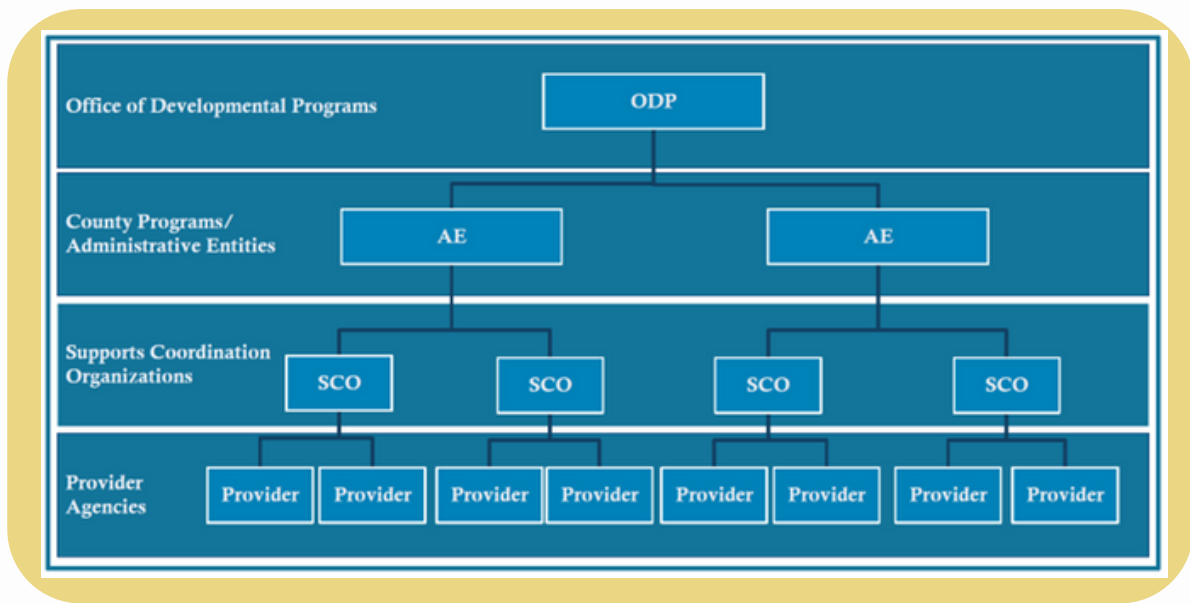 Office of Developmental Programs
ODP
County Programs/
Administrative Entities
AE
AE
Supports Coordination
Organizations
SCO
SCO
SCO
SCO
Provider
Agencies
Provider
Provider
Provider
Provider
Provider
Provider
Provider
Provider